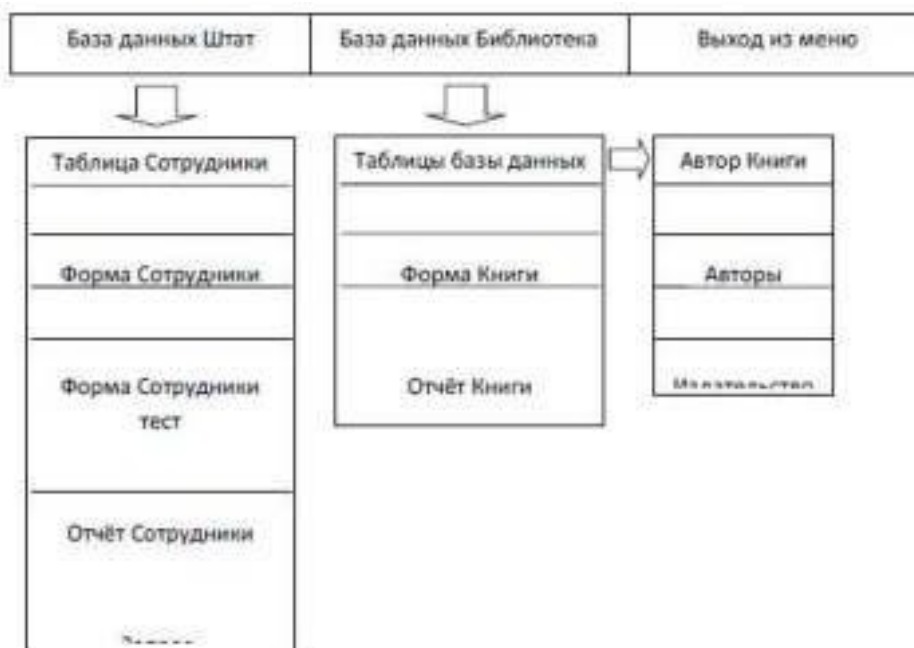 База данных Штат
База данных Библиотека
Выход из меню
Таблица Сотрудники
Форма Сотрудники
Форма Сотрудники
тест
Отчёт Сотрудники
Таблицы базы данных
Форма Книги
Отчёт Книги
Автор Книги
Авторы
Издательство